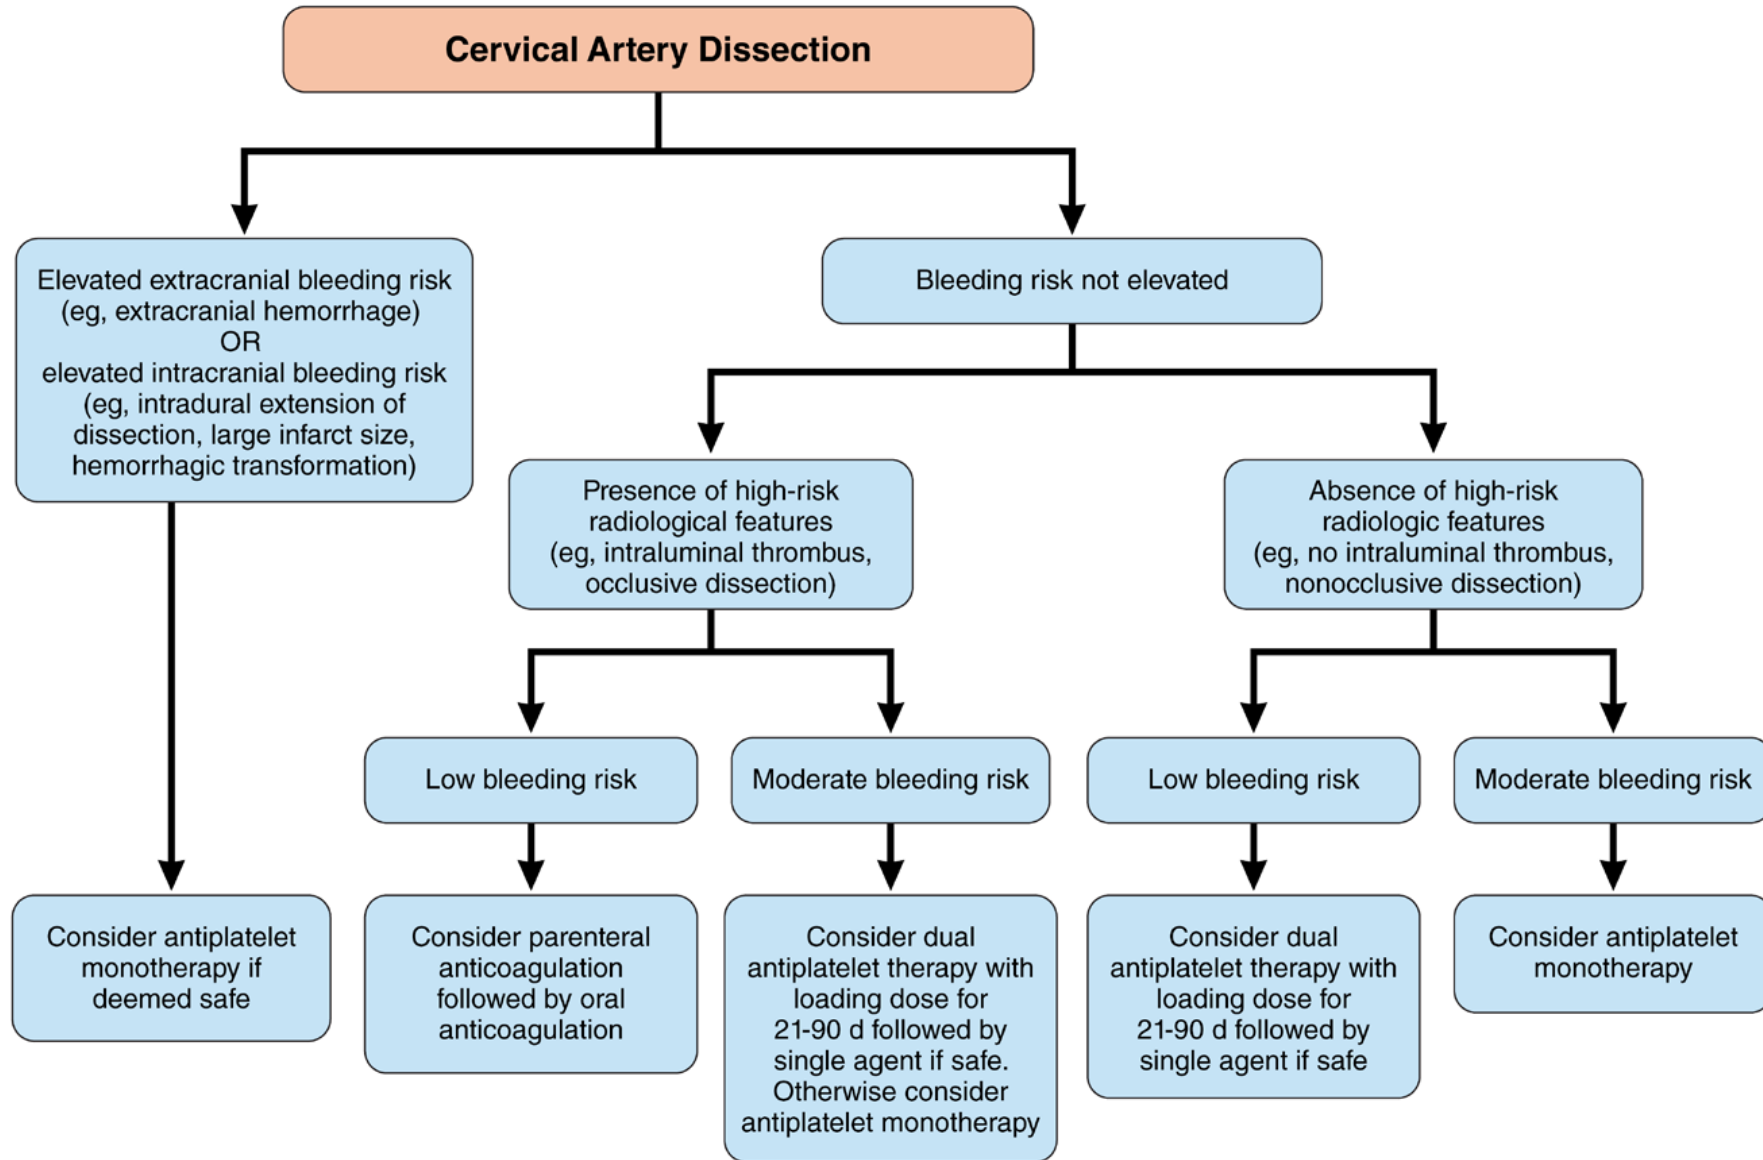 Cervical Artery Dissection
Elevated extracranial bleeding risk
(eg, extracranial hemorrhage)
OR
elevated intracranial bleeding risk
(eg, intradural extension of
dissection, large infarct size,
hemorrhagic transformation)
Bleeding risk not elevated
Presence of high-risk
radiological features
(eg, intraluminal thrombus,
occlusive dissection)
Absence of high-risk
radiologic features
(eg, no intraluminal thrombus,
nonocclusive dissection)
Low bleeding risk
Moderate bleeding risk
Low bleeding risk
Moderate bleeding risk
Consider antiplatelet
monotherapy if
deemed safe
Consider parenteral
anticoagulation
followed by oral
anticoagulation
Consider dual
antiplatelet therapy with
loading dose for
21-90 d followed by
single agent if safe.
Otherwise consider
antiplatelet monotherapy
Consider dual
antiplatelet therapy with
loading dose for
21-90 d followed by
single agent if safe
Consider antiplatelet
monotherapy